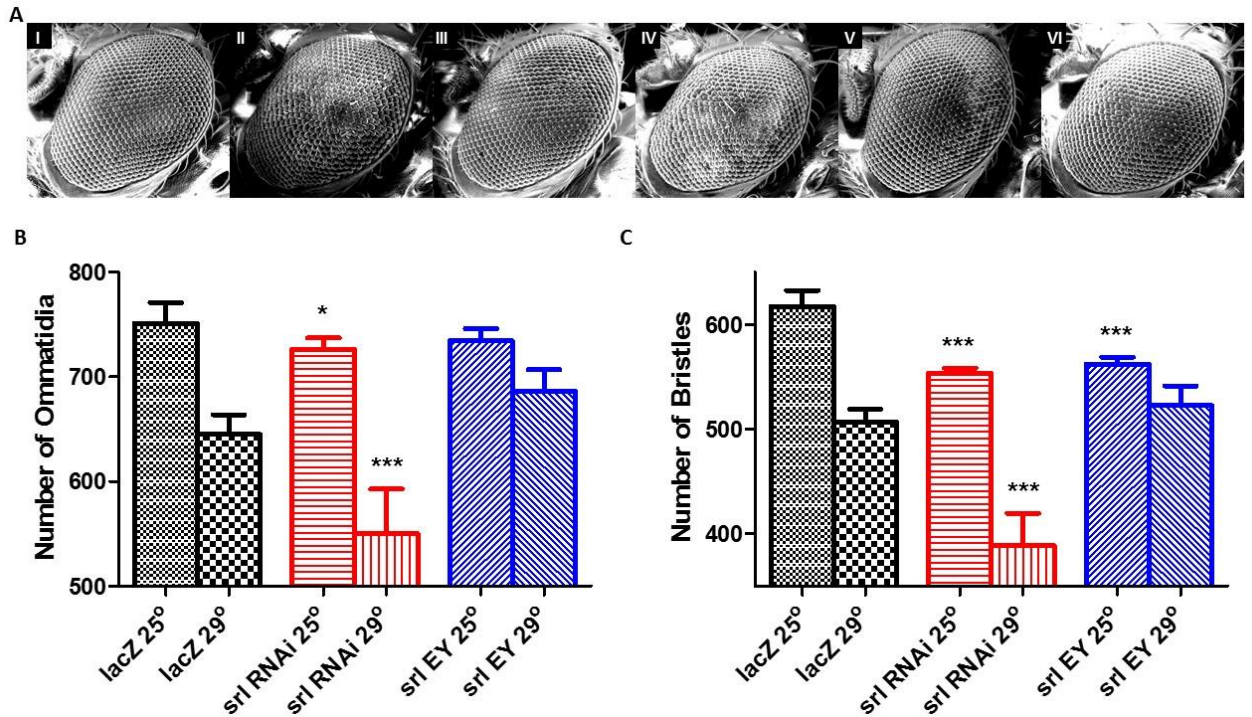 A
I II III IV V VI
B
C
Number of Ommatidia
800
700
600
500
*
***
lacZ 25º
lacZ 29º
srl RNAi 25º
srl RNAi 29º
srl EY 25º
srl EY 29º
Number of Bristles
600
500
400
***
***
***
lacZ 25º
lacZ 29º
srl RNAi 25º
srl RNAi 29º
srl EY 25º
srl EY 29º